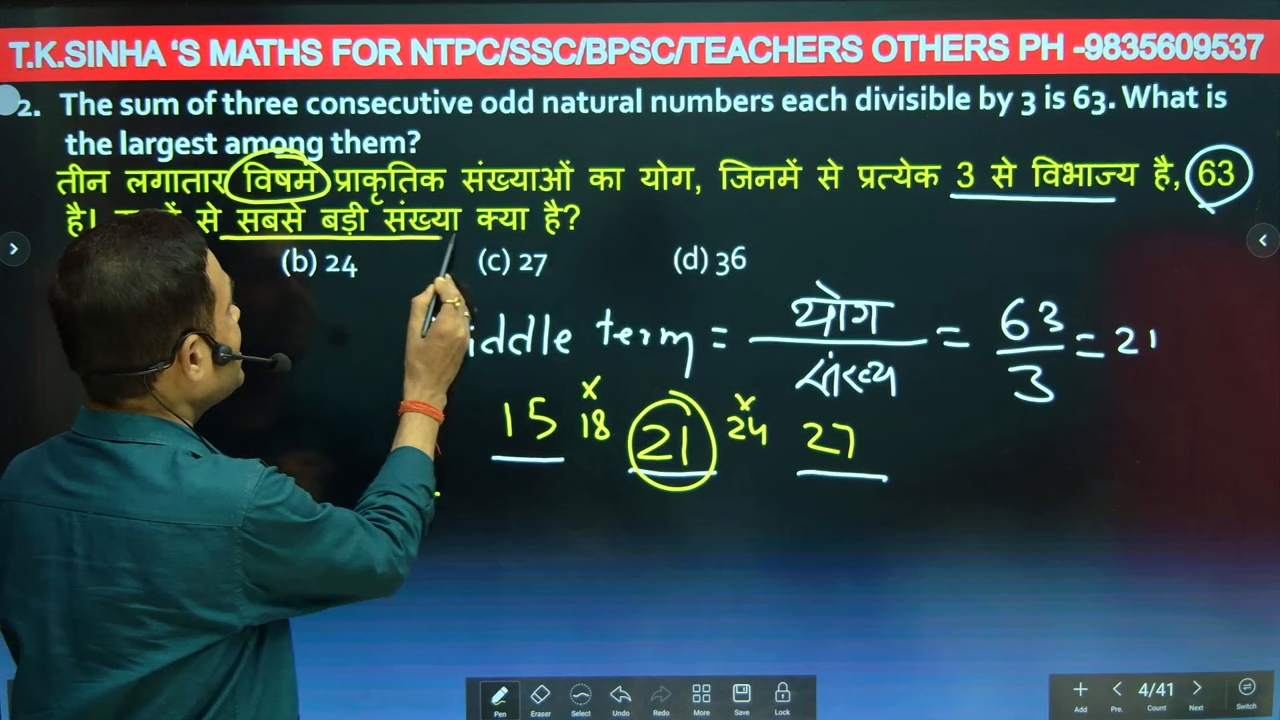 T.K.SINHA ‘S MATHS FOR NTPC/SSC/BPSC/TEACHERS OTHERS PH -9835609537
2. The sum of three consecutive odd natural numbers each divisible by 3 is 63. What is
the largest among them?
तीन लगातार विषम प्राकृतिक संख्याओं का योग, जिनमें से प्रत्येक 3 से विभाज्य है, 63
है। से सबसे बड़ी संख्या क्या है?
(b) 24 (c) 27 (d) 36
iddle term = योग / संख्य = 63 / 3 = 21
x x
15 18 21 24 27
Pen Eraser Select Undo Redo More Save Lock
4/41
Add Pre. Count Next Switch